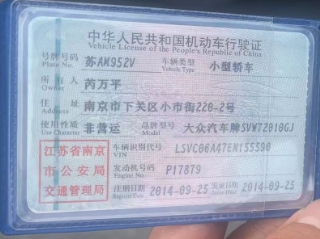 中华人民共和国机动车行驶证
Vehicle License of the People's Republic of China
号牌号码 苏AM952V 车辆类型 小型轿车
Plate No. Vehicle Type
所有人 芮万平
Owner
住址 南京市下关区小市街220-2号
Address
使用性质 非营运 品牌型号 大众汽车牌SVW72010GJ
Use Character Model
江苏省南京
市公安局
交通管理局
车辆识别代号 LSVCG6A47EN155590
VIN
发动机号码 P17879
Engine No.
注册日期 2014-09-25 发证日期 2014-09-25
Register Date Issue Date